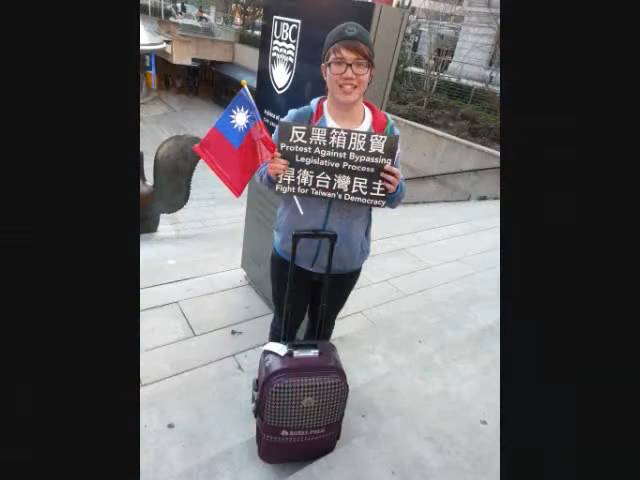 UBC
反黑箱服貿
Protest Against Bypassing
Legislative Process
捍衛台灣民主
Fight for Taiwan's Democracy